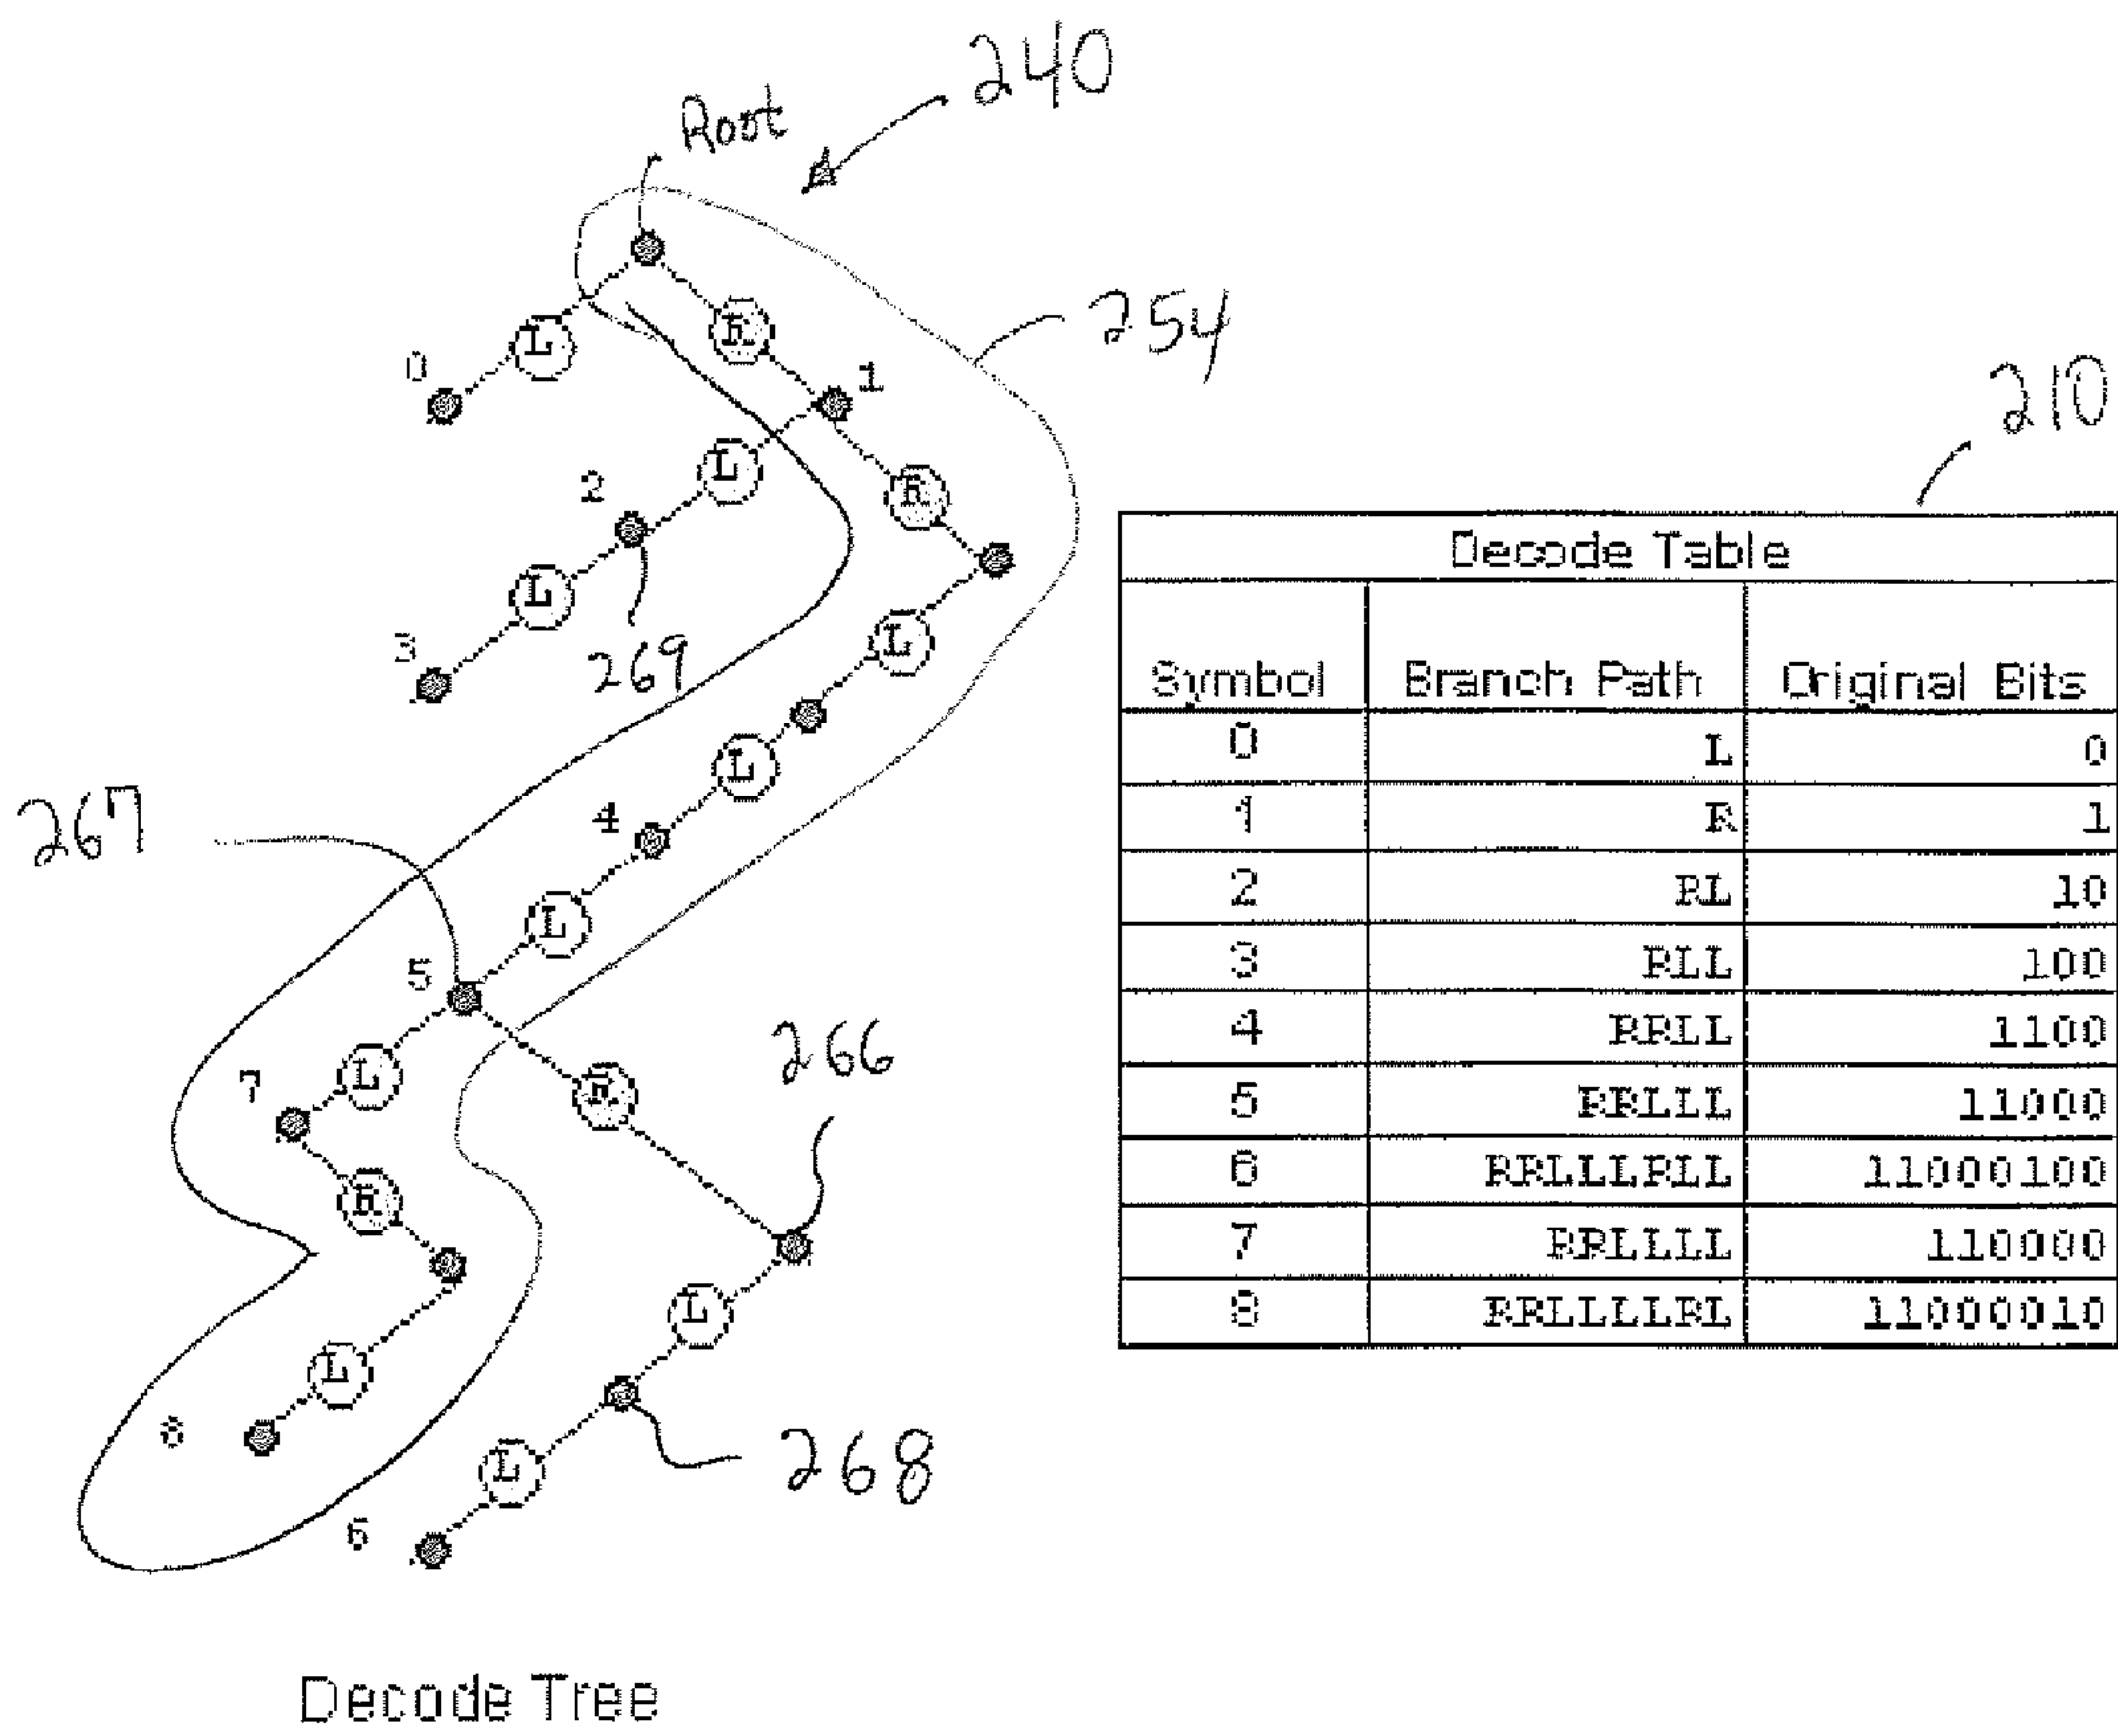 240
Root
254
0
L
R
1
210
L
2
R
Decode Table
Symbol Branch Path Original Bits
0 L 0
1 R 1
2 RL 10
3 RLL 100
4 RRLL 1100
5 RRLLL 11000
6 RRLLLRLL 11000100
7 RRLLLL 110000
8 RRLLLLRL 11000010
L
3
269
L
L
4
267
L
5
7
L
R
266
R
L
L
8
268
L
6
Decode Tree